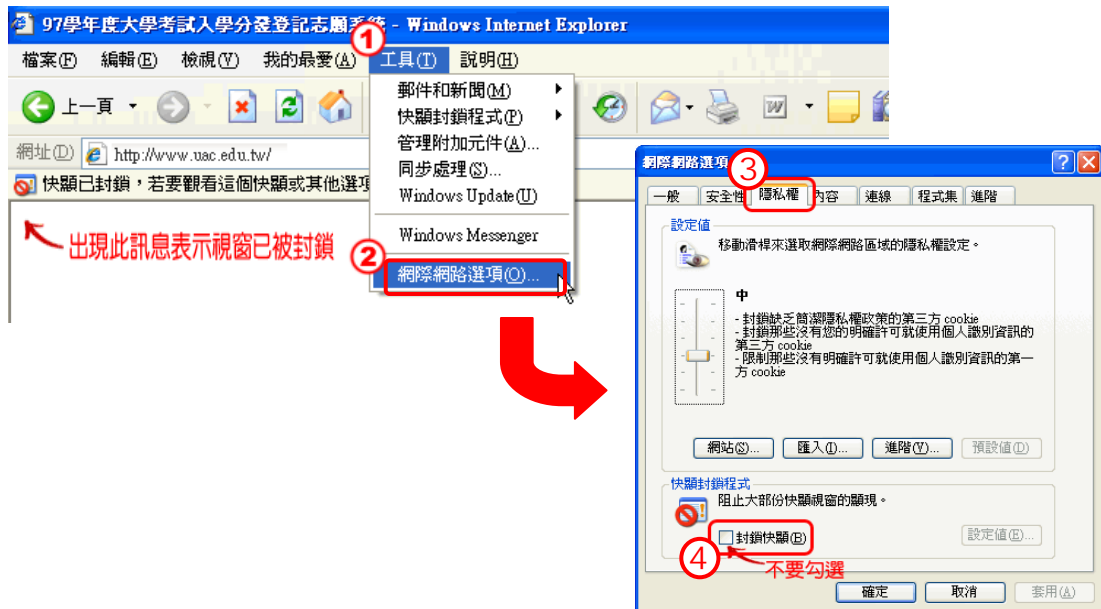 97學年度大學考試入學分發登記志願系統 - Windows Internet Explorer
①
檔案(F) 編輯(E) 檢視(V) 我的最愛(A) 工具(T) 說明(H)
上一頁
郵件和新聞(M)
快顯封鎖程式(P)
管理附加元件(A)...
同步處理(S)...
Windows Update(U)
Windows Messenger
②
網際網路選項(O)...
網址(D) http://www.uac.edu.tw/
快顯已封鎖，若要觀看這個快顯或其他選項
出現此訊息表示視窗已被封鎖
網際網路選項
③
一般 安全性 隱私權 內容 連線 程式集 進階
設定值
移動滑桿來選取網際網路區域的隱私權設定。
中
- 封鎖缺乏簡潔隱私權政策的第三方 cookie
- 封鎖那些沒有您的明確許可就使用個人識別資訊的
第三方 cookie
- 限制那些沒有明確許可就使用個人識別資訊的第一
方 cookie
網站(S)... 匯入(I)... 進階(V)... 預設值(D)
快顯封鎖程式
阻止大部份快顯視窗的顯現。
封鎖快顯(B) 設定值(E)...
④
不要勾選
確定 取消 套用(A)